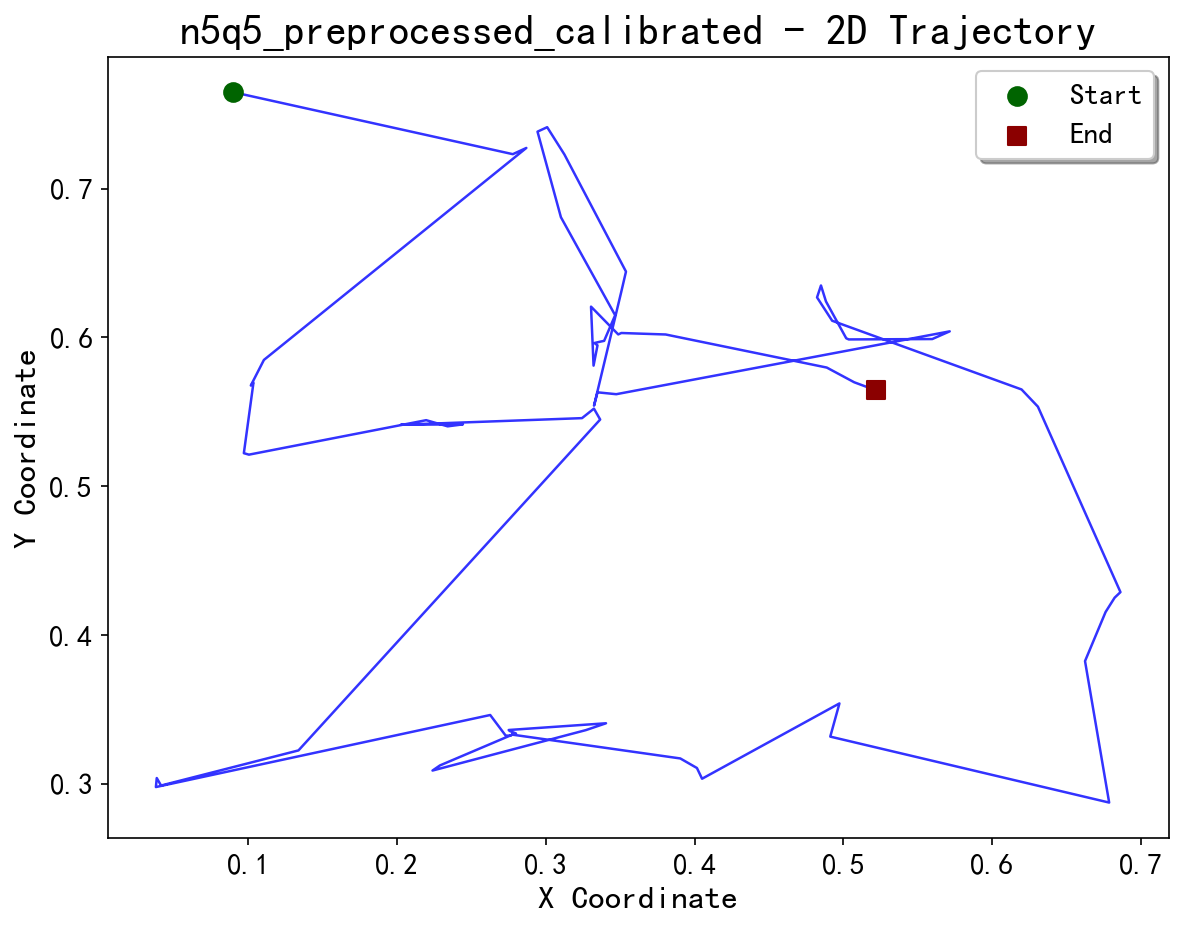 n5q5_preprocessed_calibrated - 2D Trajectory
Start
End
Y Coordinate
0.7
0.6
0.5
0.4
0.3
0.1 0.2 0.3 0.4 0.5 0.6 0.7
X Coordinate